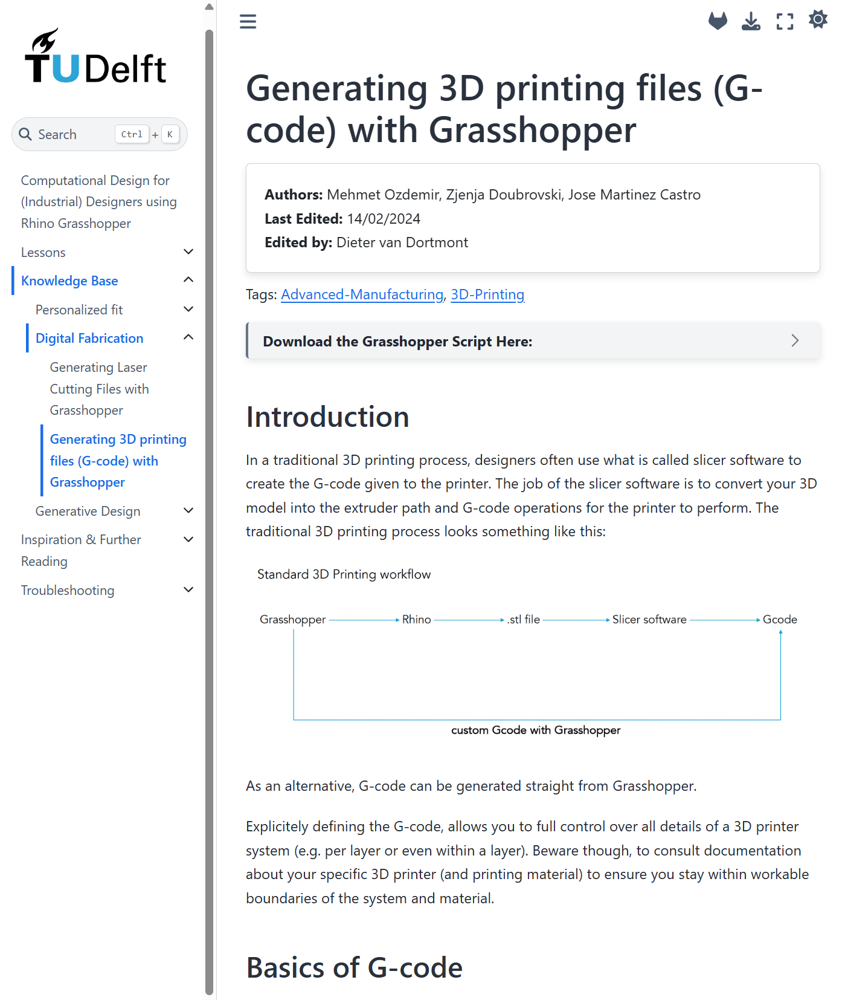 TUDelft
Search Ctrl + K
Computational Design for
(Industrial) Designers using
Rhino Grasshopper
Lessons
Knowledge Base
Personalized fit
Digital Fabrication
Generating Laser
Cutting Files with
Grasshopper
Generating 3D printing
files (G-code) with
Grasshopper
Generative Design
Inspiration & Further
Reading
Troubleshooting
Generating 3D printing files (G-
code) with Grasshopper
Authors: Mehmet Ozdemir, Zjenja Doubrovski, Jose Martinez Castro
Last Edited: 14/02/2024
Edited by: Dieter van Dortmont
Tags: Advanced-Manufacturing, 3D-Printing
Download the Grasshopper Script Here:
Introduction
In a traditional 3D printing process, designers often use what is called slicer software to
create the G-code given to the printer. The job of the slicer software is to convert your 3D
model into the extruder path and G-code operations for the printer to perform. The
traditional 3D printing process looks something like this:
Standard 3D Printing workflow
Grasshopper Rhino .stl file Slicer software Gcode
custom Gcode with Grasshopper
As an alternative, G-code can be generated straight from Grasshopper.
Explicitely defining the G-code, allows you to full control over all details of a 3D printer
system (e.g. per layer or even within a layer). Beware though, to consult documentation
about your specific 3D printer (and printing material) to ensure you stay within workable
boundaries of the system and material.
Basics of G-code